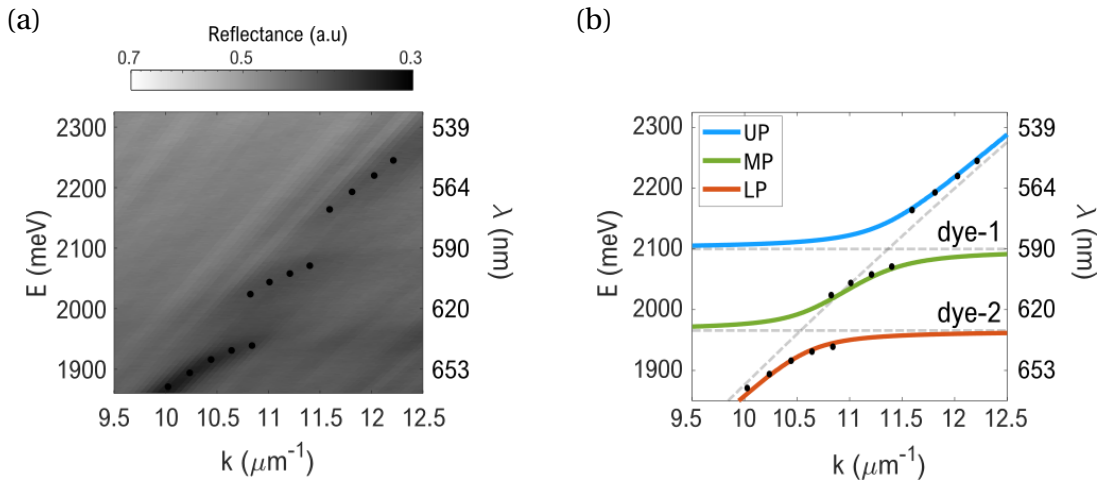 (a)
Reflectance (a.u)
0.7 0.5 0.3
2300
2200
2100
2000
1900
E (meV)
539
564
590
620
653
λ (nm)
9.5 10 10.5 11 11.5 12 12.5
k (μm⁻¹)
(b)
UP
MP
LP
dye-1
dye-2
2300
2200
2100
2000
1900
E (meV)
539
564
590
620
653
λ (nm)
9.5 10 10.5 11 11.5 12 12.5
k (μm⁻¹)